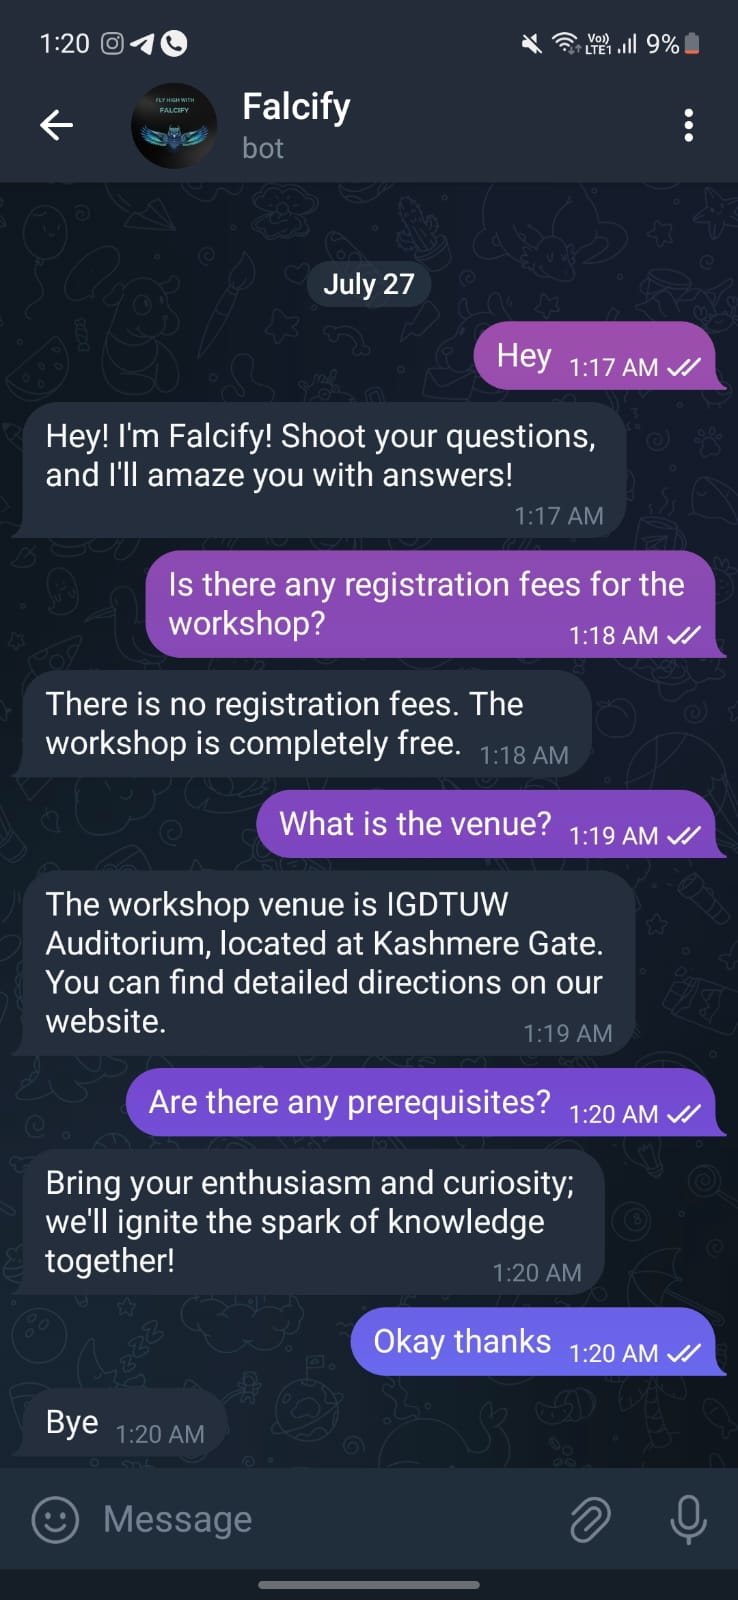 1:20
Vo))
LTE1
9%
FLY HIGH WITH
FALCIFY
Falcify
bot
July 27
Hey 1:17 AM
Hey! I'm Falcify! Shoot your questions,
and I'll amaze you with answers!
1:17 AM
Is there any registration fees for the
workshop? 1:18 AM
There is no registration fees. The
workshop is completely free. 1:18 AM
What is the venue? 1:19 AM
The workshop venue is IGDTUW
Auditorium, located at Kashmere Gate.
You can find detailed directions on our
website. 1:19 AM
Are there any prerequisites? 1:20 AM
Bring your enthusiasm and curiosity;
we'll ignite the spark of knowledge
together! 1:20 AM
Okay thanks 1:20 AM
Bye 1:20 AM
Message